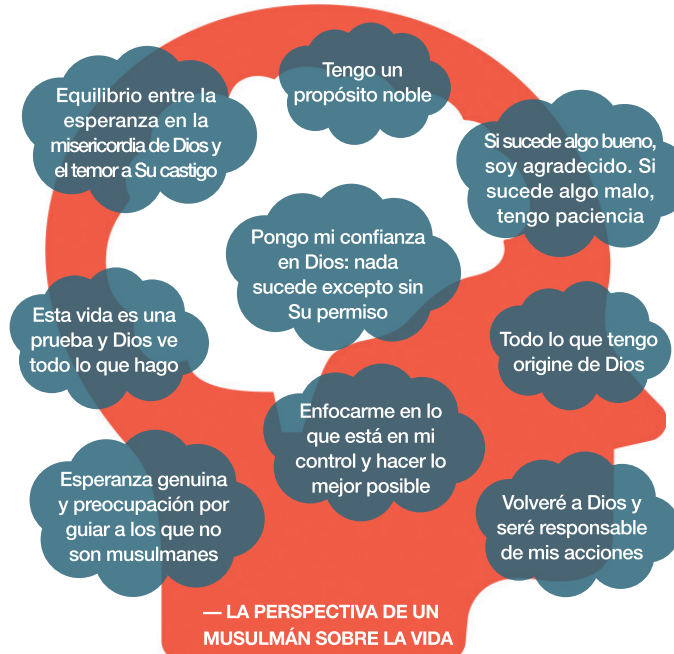 Tengo un
propósito noble
Equilibrio entre la
esperanza en la
misericordia de Dios y
el temor a Su castigo
Si sucede algo bueno,
soy agradecido. Si
sucede algo malo,
tengo paciencia
Pongo mi confianza
en Dios: nada
sucede excepto sin
Su permiso
Esta vida es una
prueba y Dios ve
todo lo que hago
Todo lo que tengo
origine de Dios
Enfocarme en lo
que está en mi
control y hacer lo
mejor posible
Esperanza genuina
y preocupación por
guiar a los que no
son musulmanes
Volveré a Dios y
seré responsable
de mis acciones
— LA PERSPECTIVA DE UN
MUSULMÁN SOBRE LA VIDA